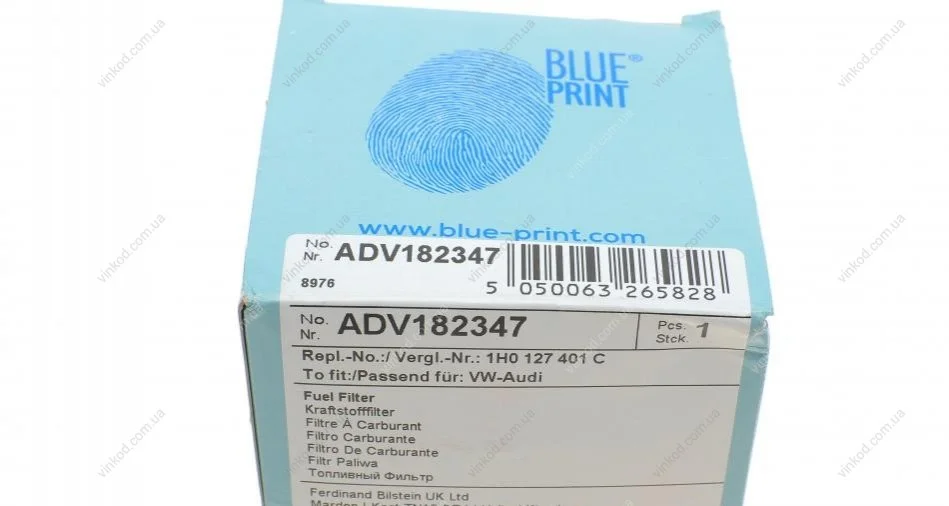 BLUE®
PRINT
www.blue-print.com
No.
Nr. ADV182347
8976
5 050063 265828
No.
Nr. ADV182347
Pcs.
Stck. 1
Repl.-No.:/ Vergl.-Nr.: 1H0 127 401 C
To fit:/Passend für: VW-Audi
Fuel Filter
Kraftstofffilter
Filtre À Carburant
Filtro Carburante
Filtro De Carburante
Filtr Paliwa
Топливный Фильтр
Ferdinand Bilstein UK Ltd
vinkod.com.ua